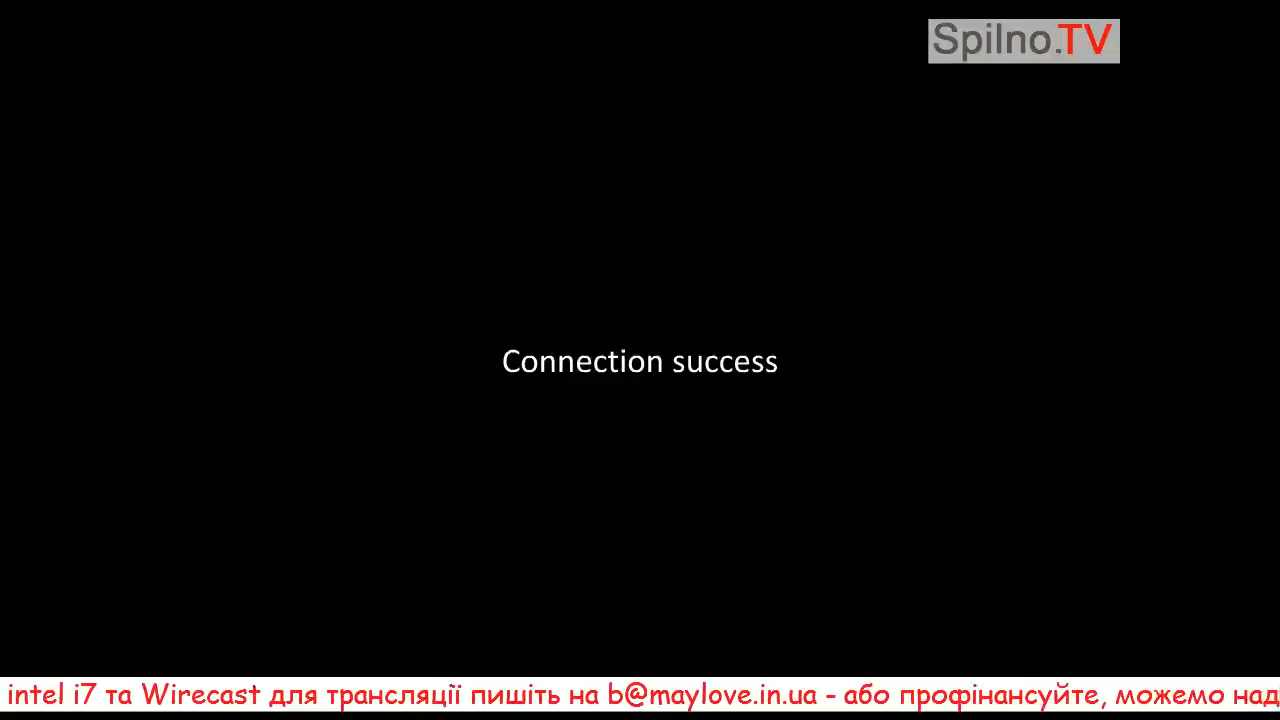 Spilno.TV
Connection success
intel i7 та Wirecast для трансляції пишіть на b@maylove.in.ua - або профінансуйте, можемо над